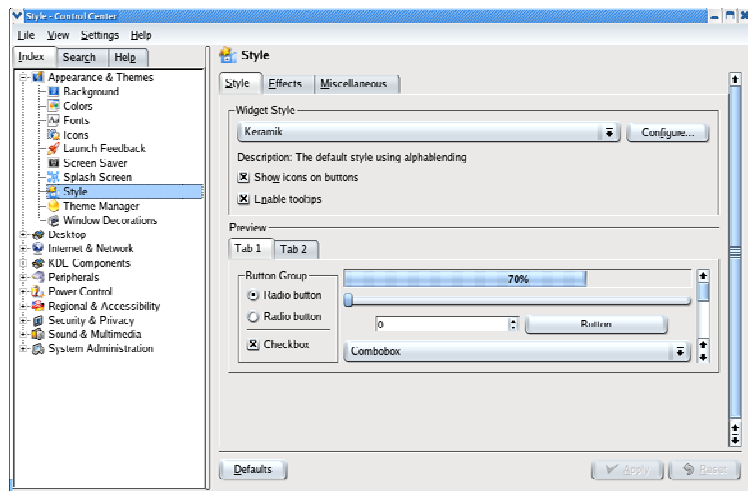 Style - Control Center
File View Settings Help
Index Search Help
Appearance & Themes
Background
Colors
Fonts
Icons
Launch Feedback
Screen Saver
Splash Screen
Style
Theme Manager
Window Decorations
Desktop
Internet & Network
KDE Components
Peripherals
Power Control
Regional & Accessibility
Security & Privacy
Sound & Multimedia
System Administration
Style
Style Effects Miscellaneous
Widget Style
Keramik Configure...
Description: The default style using alphablending
Show icons on buttons
Enable tooltips
Preview
Tab 1 Tab 2
Button Group
Radio button
Radio button
Checkbox
70%
0 Button
Combobox
Defaults Apply Reset